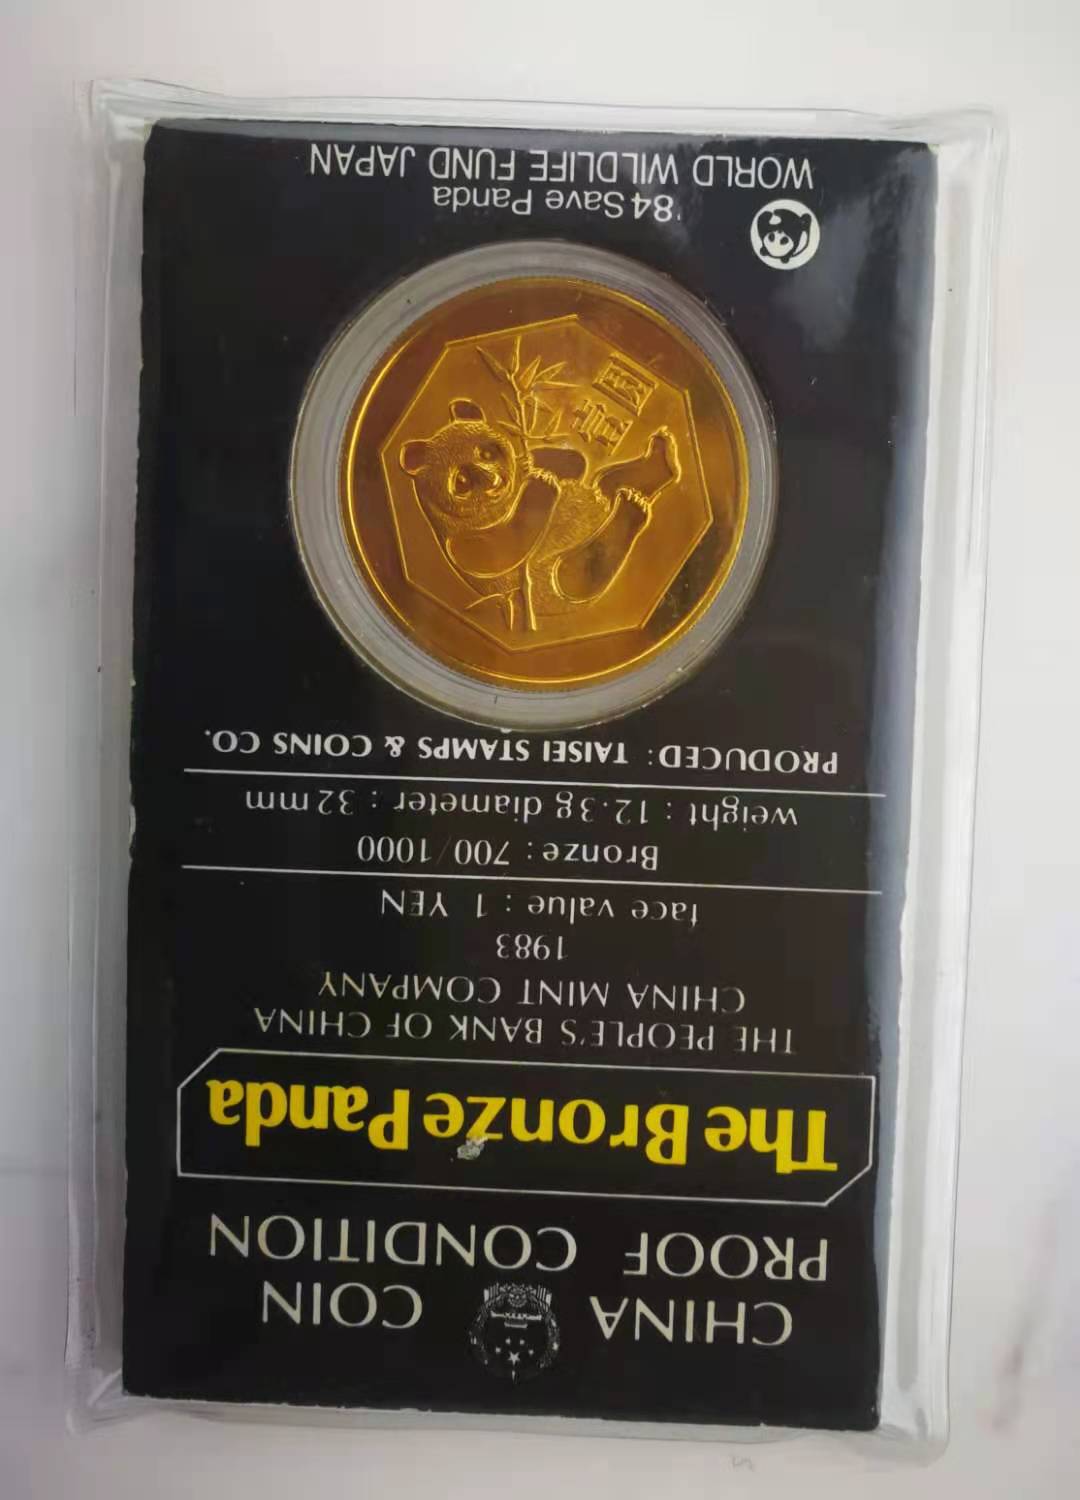 CHINA COIN
PROOF CONDITION
The Bronze Panda
THE PEOPLE'S BANK OF CHINA
CHINA MINT COMPANY
1983
face value : 1 YEN
Bronze : 700/1000
weight : 12.3g diameter : 32mm
PRODUCED: TAISEI STAMPS & COINS CO.
'84 Save Panda
WORLD WILDLIFE FUND JAPAN